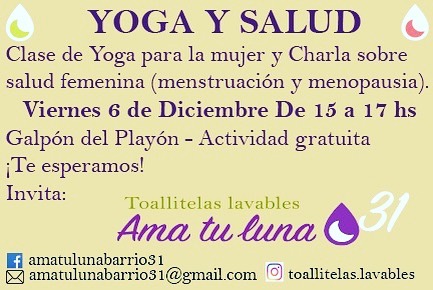 YOGA Y SALUD
Clase de Yoga para la mujer y Charla sobre
salud femenina (menstruación y menopausia).
Viernes 6 de Diciembre De 15 a 17 hs
Galpón del Playón - Actividad gratuita
¡Te esperamos!
Invita:
Toallitelas lavables
Ama tu luna 31
amatulunabarrio31
amatulunabarrio31@gmail.com toallitelas.lavables